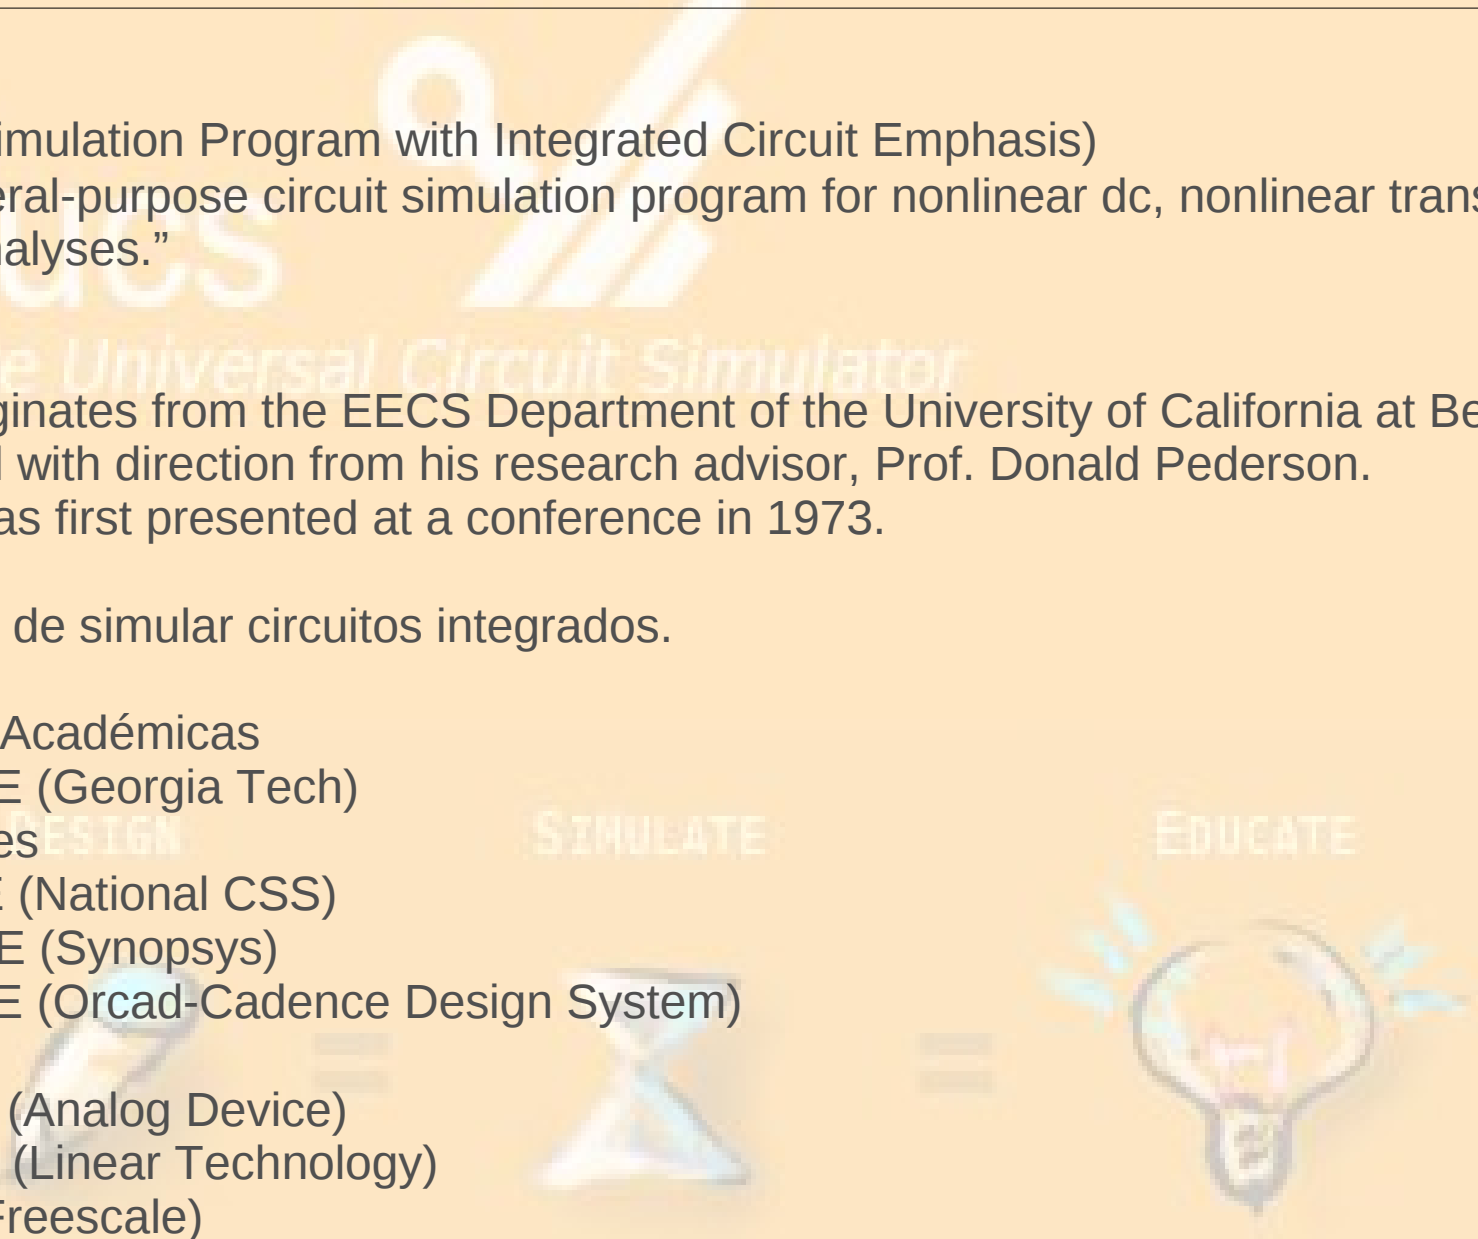 imulation Program with Integrated Circuit Emphasis)
eral-purpose circuit simulation program for nonlinear dc, nonlinear trans
nalyses.”
ucs
e Universal Circuit Simulator
ginates from the EECS Department of the University of California at Be
with direction from his research advisor, Prof. Donald Pederson.
as first presented at a conference in 1973.
de simular circuitos integrados.
Académicas
E (Georgia Tech)
DESIGN SIMULATE EDUCATE
es
E (National CSS)
E (Synopsys)
E (Orcad-Cadence Design System)
(Analog Device)
(Linear Technology)
Freescale)